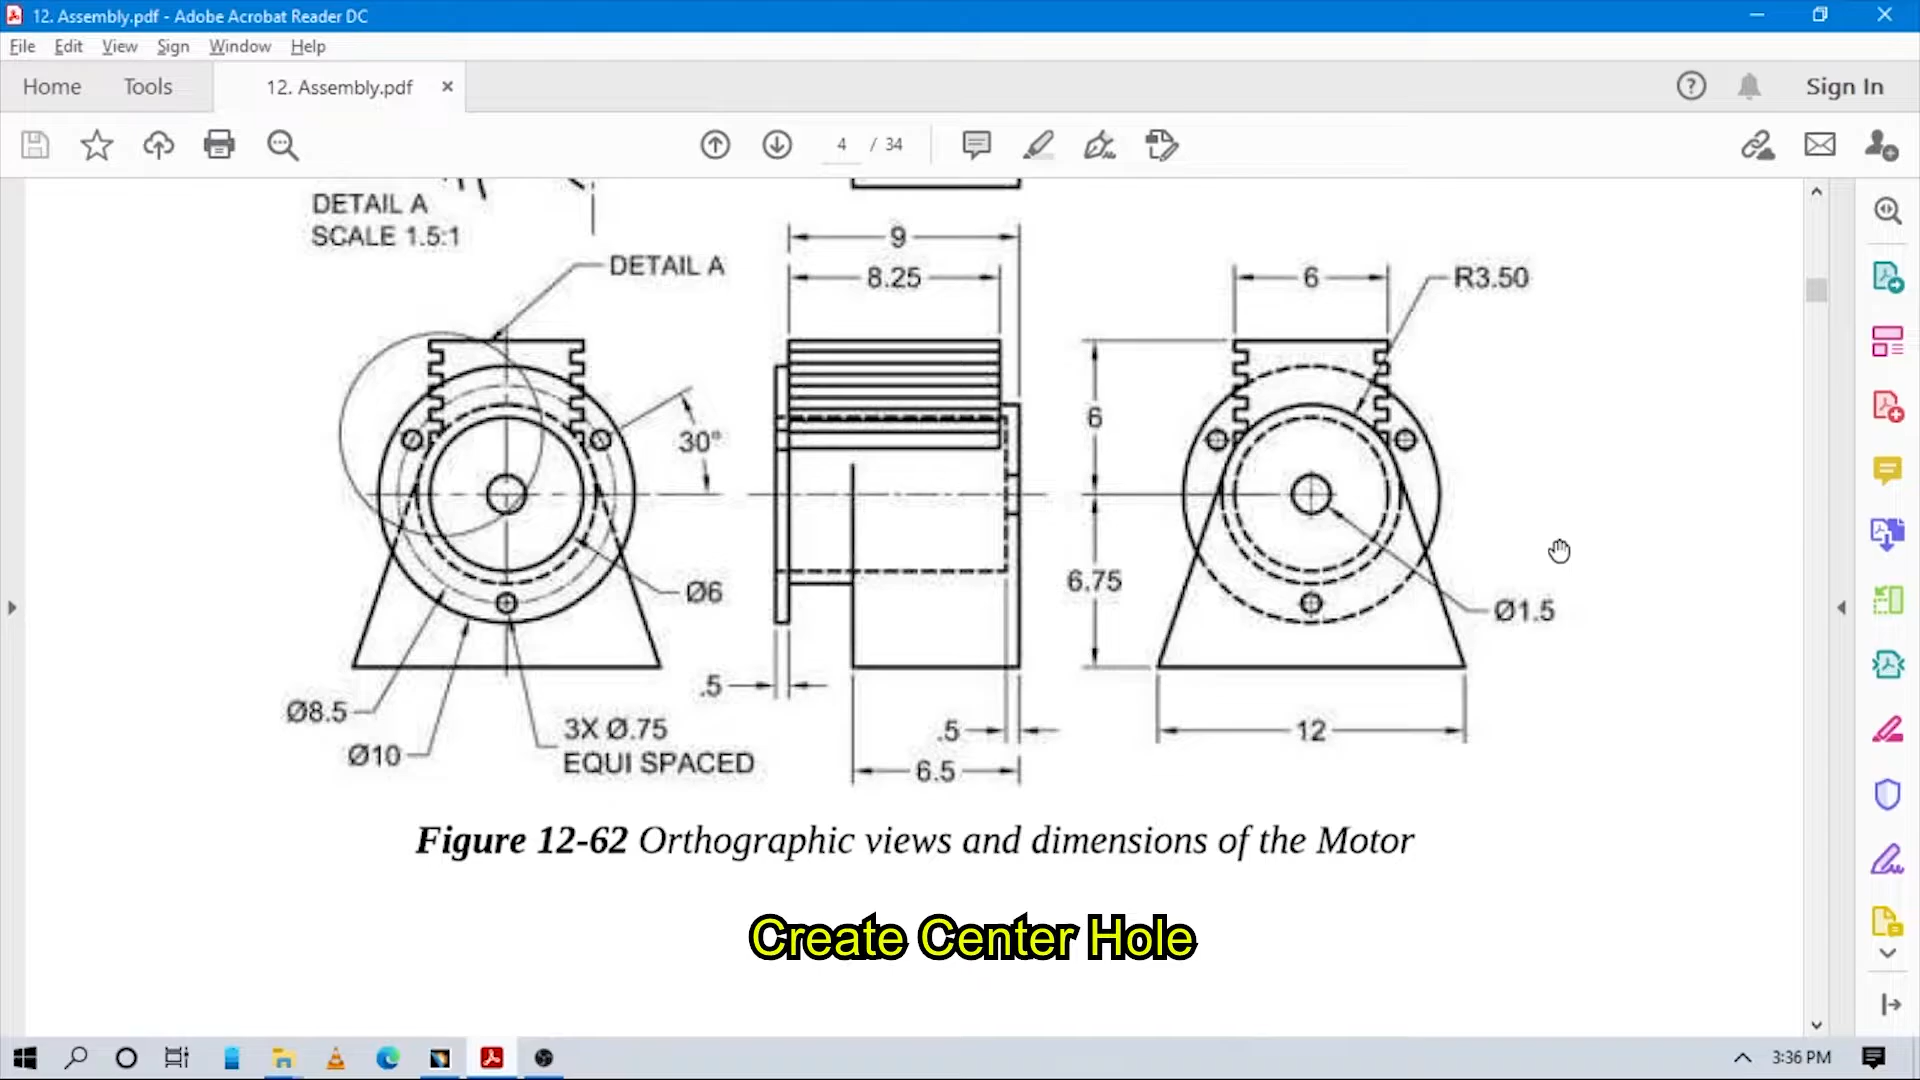 12. Assembly.pdf - Adobe Acrobat Reader DC
File Edit View Sign Window Help
Home Tools 12. Assembly.pdf × Sign In
4 / 34
DETAIL A
SCALE 1.5:1
DETAIL A
9
8.25
6
R3.50
30°
6
Ø6
6.75
Ø1.5
.5
Ø8.5
3X Ø.75
.5
12
Ø10
EQUI SPACED
6.5
Figure 12-62 Orthographic views and dimensions of the Motor
Create Center Hole
3:36 PM